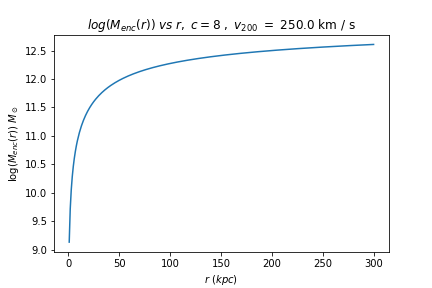 log(M_enc(r)) vs r, c = 8 , v_200 = 250.0 km / s
12.5
12.0
11.5
11.0
10.5
10.0
9.5
9.0
log(M_enc(r)) M_⊙
0 50 100 150 200 250 300
r (kpc)